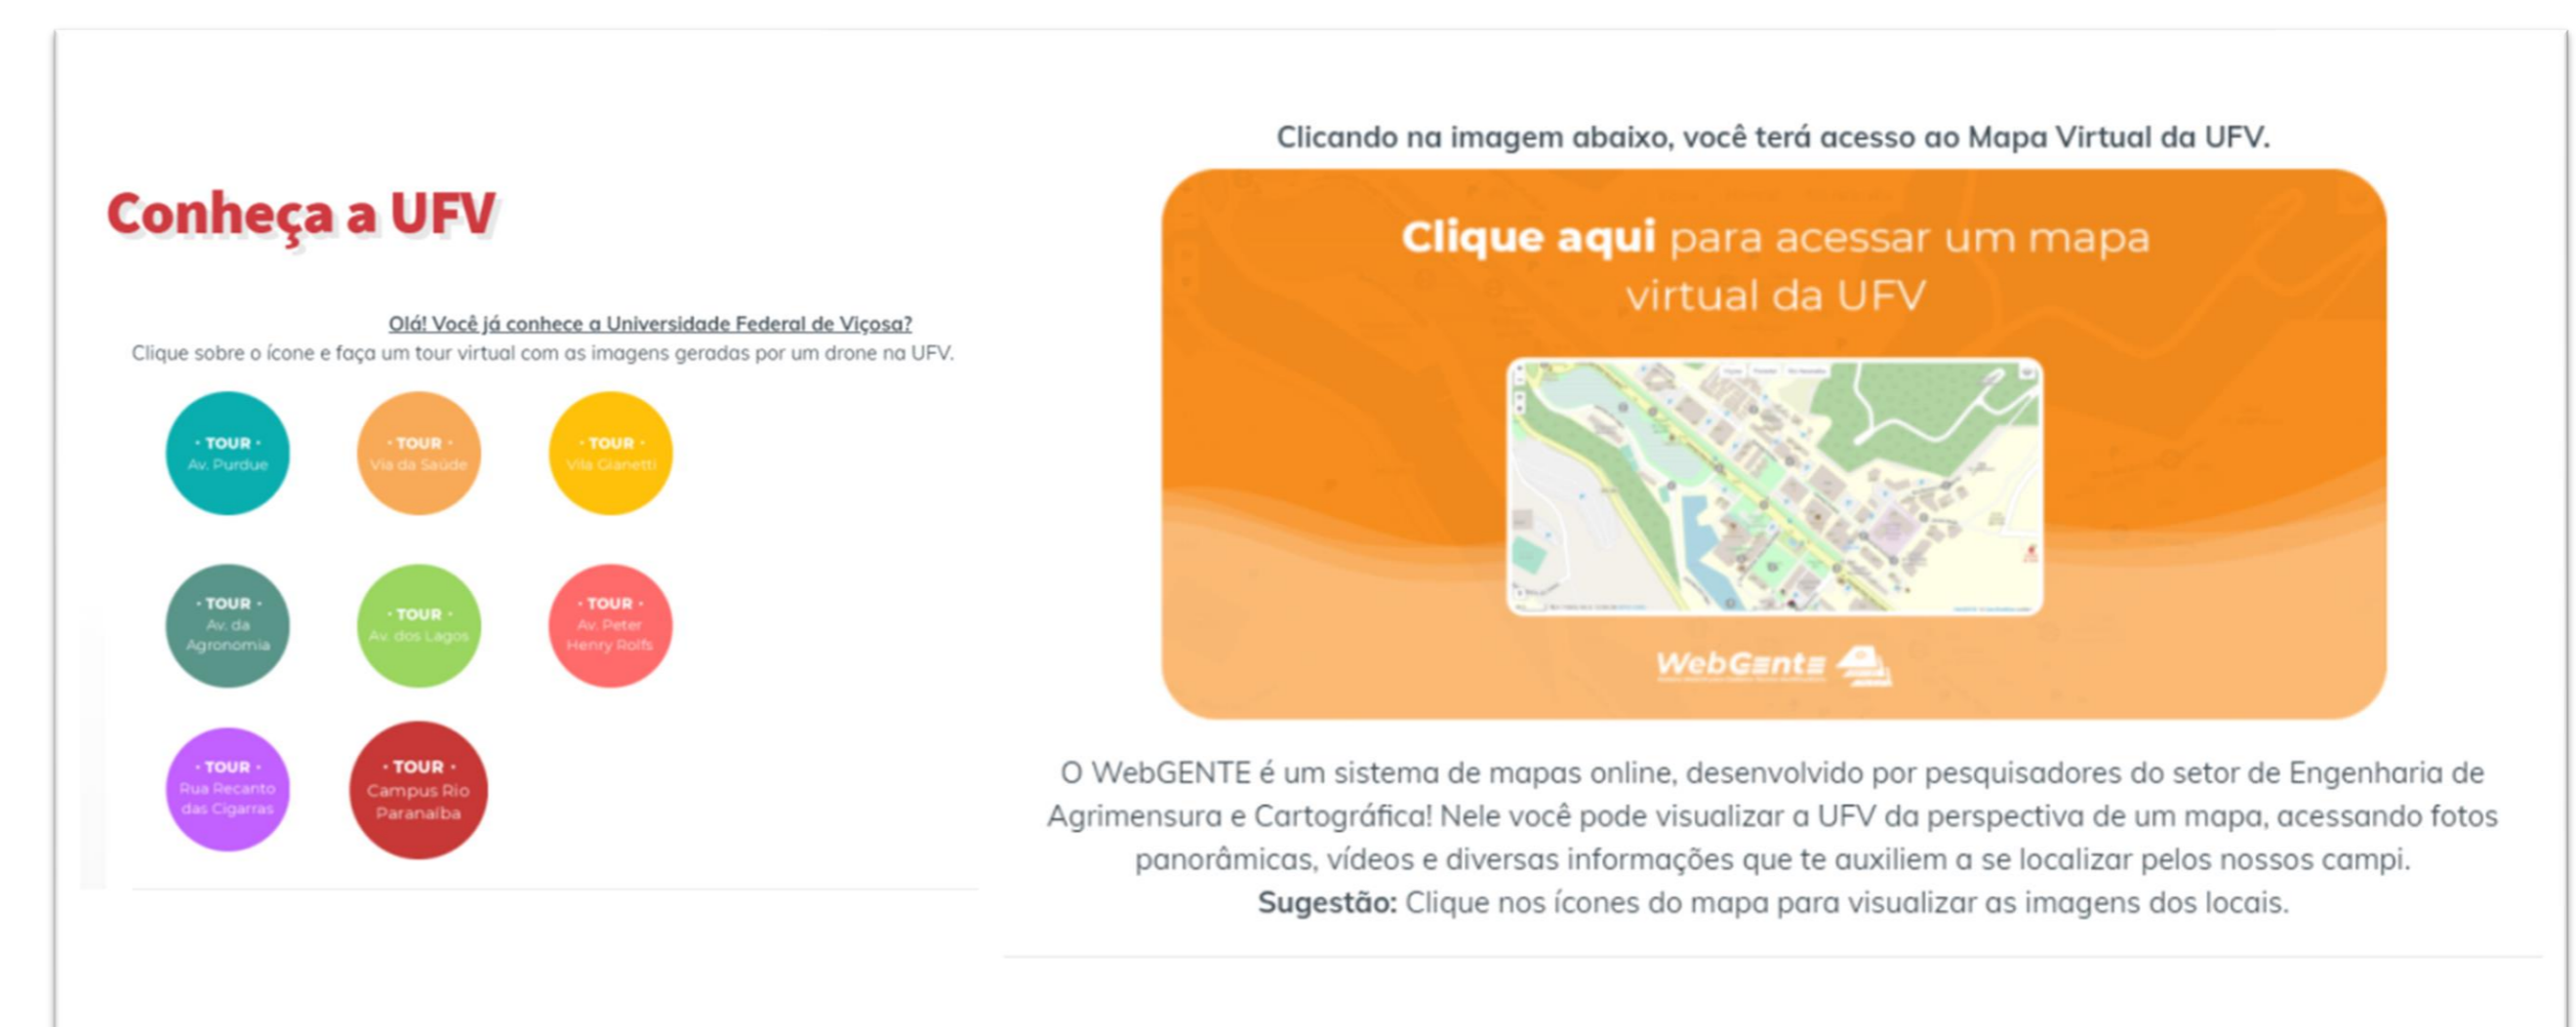 Conheça a UFV
Olá! Você já conhece a Universidade Federal de Viçosa?
Clique sobre o ícone e faça um tour virtual com as imagens geradas por um drone na UFV.
· TOUR ·
Av. Purdue
· TOUR ·
Via da Saúde
· TOUR ·
Vila Gianetti
· TOUR ·
Av. da
Agronomia
· TOUR ·
Av. dos Lagos
· TOUR ·
Av. Peter
Henry Rolfs
· TOUR ·
Rua Recanto
das Cigarras
· TOUR ·
Campus Rio
Paranaíba
Clicando na imagem abaixo, você terá acesso ao Mapa Virtual da UFV.
Clique aqui para acessar um mapa
virtual da UFV
WebGente
O WebGENTE é um sistema de mapas online, desenvolvido por pesquisadores do setor de Engenharia de
Agrimensura e Cartográfica! Nele você pode visualizar a UFV da perspectiva de um mapa, acessando fotos
panorâmicas, vídeos e diversas informações que te auxiliem a se localizar pelos nossos campi.
Sugestão: Clique nos ícones do mapa para visualizar as imagens dos locais.